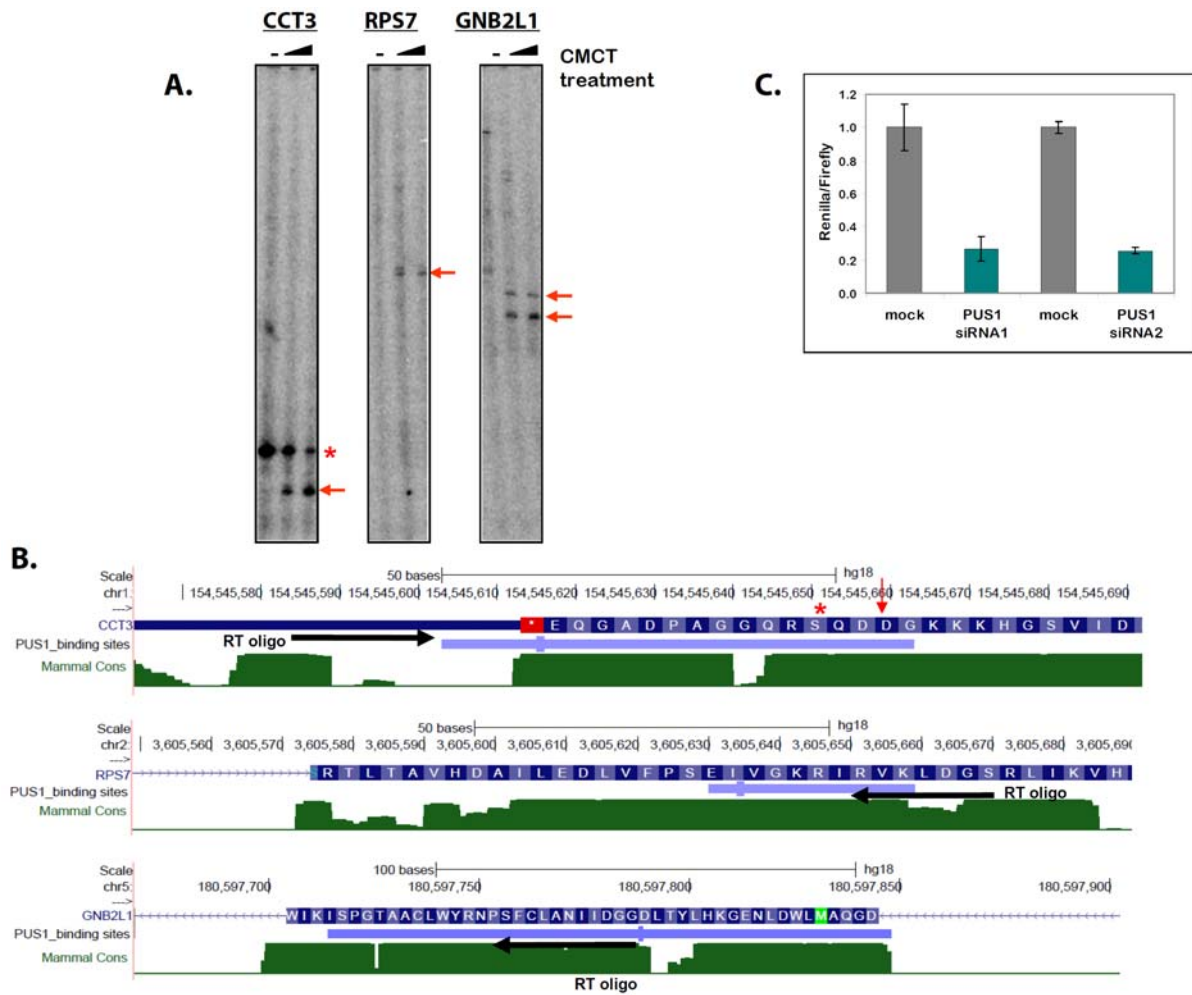 CCT3 RPS7 GNB2L1
- - -
CMCT
treatment
A.
*
C.
Renilla/Firefly
1.2
1.0
0.8
0.6
0.4
0.2
0.0
mock PUS1 siRNA1 mock PUS1 siRNA2
B.
Scale 50 bases hg18
chr1: 154,545,580 154,545,590 154,545,600 154,545,610 154,545,620 154,545,630 154,545,640 154,545,650 154,545,660 154,545,670 154,545,680 154,545,690
---> *
CCT3 * E Q G A D P A G G Q R S Q D D G K K K H G S V I D
RT oligo
PUS1_binding sites
Mammal Cons
Scale 50 bases hg18
chr2: 3,605,560 3,605,570 3,605,580 3,605,590 3,605,600 3,605,610 3,605,620 3,605,630 3,605,640 3,605,650 3,605,660 3,605,670 3,605,680 3,605,690
RPS7 S R T L T A V H D A I L E D L V F P S E I V G K R I R V K L D G S R L I K V H
PUS1_binding sites RT oligo
Mammal Cons
Scale 100 bases hg18
chr5: 180,597,700 180,597,750 180,597,800 180,597,850 180,597,900
--->
GNB2L1 W I K I S P G T A A C L W Y R N P S F C L A N I I D G G D L T Y L H K G E N L D W L M A Q G D
PUS1_binding sites
Mammal Cons
RT oligo